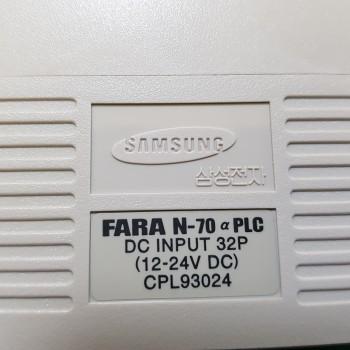 SAMSUNG
삼성전자
FARA N-70 α PLC
DC INPUT 32P
(12-24V DC)
CPL93024